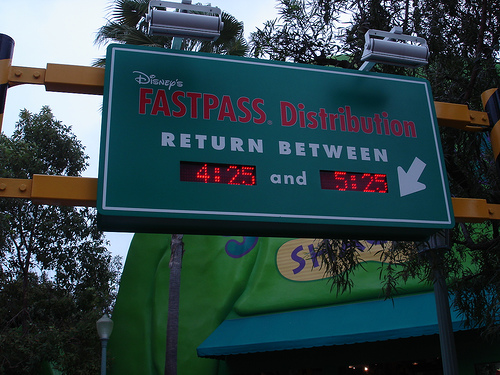 Disney's
FASTPASS Distribution
RETURN BETWEEN
4:25 and 5:25